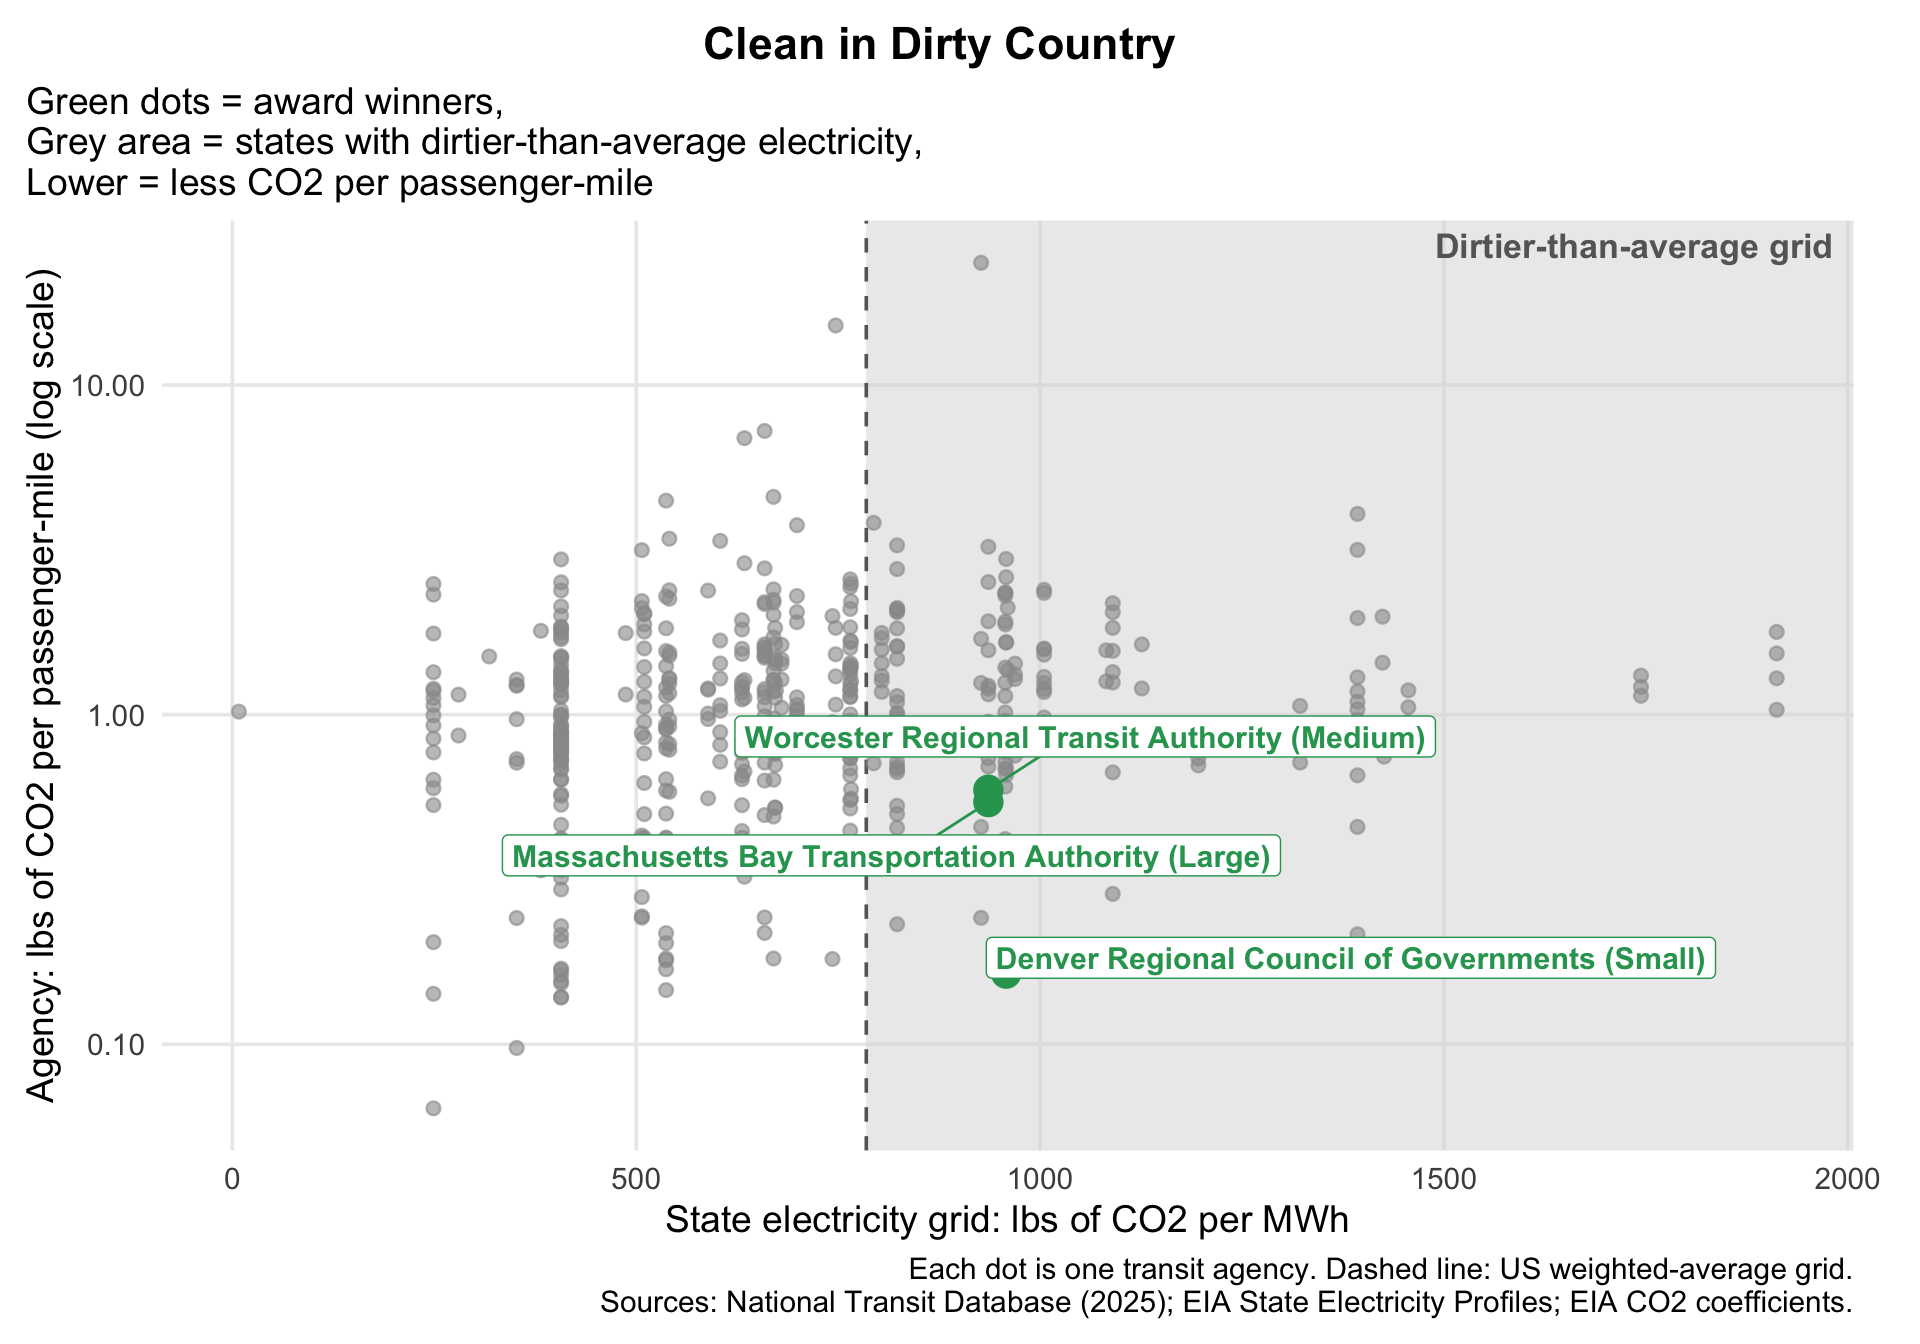 Clean in Dirty Country
Green dots = award winners,
Grey area = states with dirtier-than-average electricity,
Lower = less CO2 per passenger-mile
Dirtier-than-average grid
Agency: lbs of CO2 per passenger-mile (log scale)
10.00
1.00
0.10
Worcester Regional Transit Authority (Medium)
Massachusetts Bay Transportation Authority (Large)
Denver Regional Council of Governments (Small)
0
500
1000
1500
2000
State electricity grid: lbs of CO2 per MWh
Each dot is one transit agency. Dashed line: US weighted-average grid.
Sources: National Transit Database (2025); EIA State Electricity Profiles; EIA CO2 coefficients.